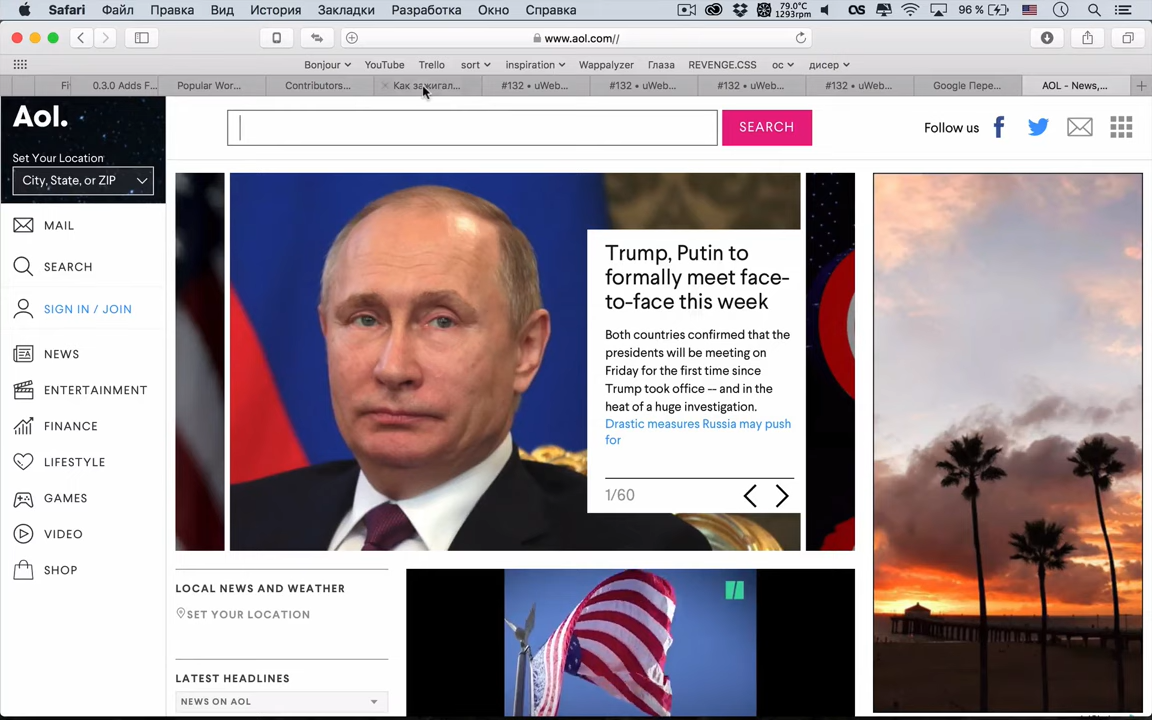 Safari Файл Правка Вид История Закладки Разработка Окно Справка 79.0°C 1293rpm OS 96 %
www.aol.com//
Bonjour YouTube Trello sort inspiration Wappalyzer Глаза REVENGE.CSS ос дисер
Fi 0.3.0 Adds F... Popular Wor... Contributors... Как зажигал... #132 • uWeb... #132 • uWeb... #132 • uWeb... #132 • uWeb... Google Пере... AOL - News,...
Aol.
SEARCH
Follow us
Set Your Location
City, State, or ZIP
MAIL
SEARCH
SIGN IN / JOIN
NEWS
ENTERTAINMENT
FINANCE
LIFESTYLE
GAMES
VIDEO
SHOP
Trump, Putin to
formally meet face-
to-face this week
Both countries confirmed that the
presidents will be meeting on
Friday for the first time since
Trump took office -- and in the
heat of a huge investigation.
Drastic measures Russia may push
for
1/60
LOCAL NEWS AND WEATHER
SET YOUR LOCATION
LATEST HEADLINES
NEWS ON AOL